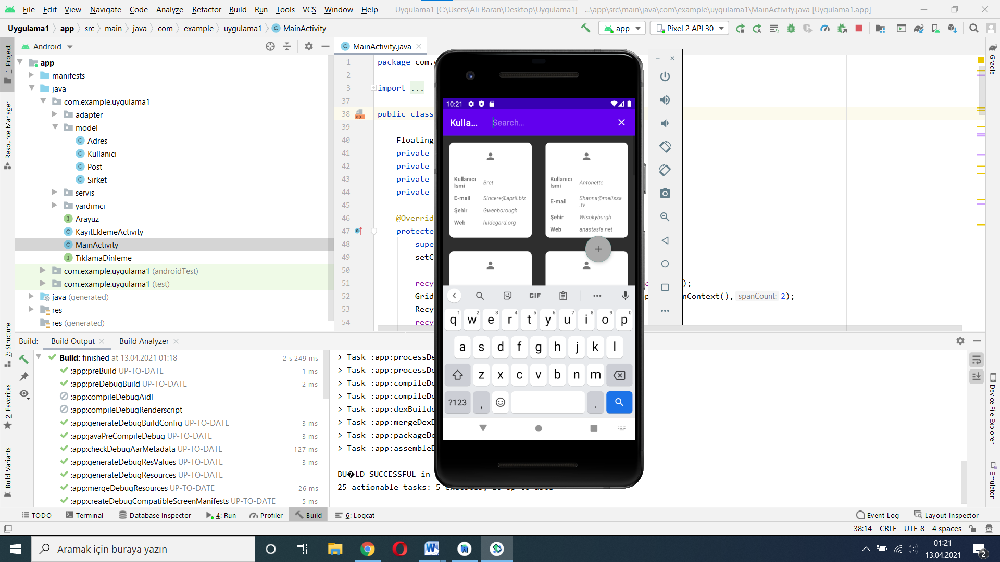 File Edit View Navigate Code Analyze Refactor Build Run Tools VCS Window Help Uygulama1 [C:\Users\Ali Baran\Desktop\Uygulama1] - ...\app\src\main\java\com\example\uygulama1\MainActivity.java [Uygulama1.app]
Uygulama1 app src main java com example uygulama1 MainActivity app Pixel 2 API 30
Android
MainActivity.java
1: Project
Resource Manager
7: Structure
2: Favorites
Build Variants
app
manifests
java
com.example.uygulama1
adapter
model
Adres
Kullanici
Post
Sirket
servis
yardimci
Arayuz
KayitEklemeActivity
MainActivity
TıklamaDinleme
com.example.uygulama1 (androidTest)
com.example.uygulama1 (test)
java (generated)
res
res (generated)
1 package com.e
2
3 import ...
37
38 public class
39
40 Floating
41 private
42 private
43 private
44 private
45
46 @Overrid
47 protecte
48 supe
49 setC
50
51 recy );
52 Grid nContext(), spanCount: 2);
53 Recy
54 recy
10:21
Kulla... Search...
Kullanıcı İsmi Bret
E-mail Sincere@april.biz
Şehir Gwenborough
Web hildegard.org
Kullanıcı İsmi Antonette
E-mail Shanna@melissa
.tv
Şehir Wisokyburgh
Web anastasia.net
+
GIF
q1 w2 e3 r4 t5 y6 u7 i8 o9 p0
a s d f g h j k l
z x c v b n m
?123 , .
Gradle
Device File Explorer
Emulator
Build: Build Output Build Analyzer
Build: finished at 13.04.2021 01:18 2 s 249 ms
:app:preBuild UP-TO-DATE 1 ms
:app:preDebugBuild UP-TO-DATE 2 ms
:app:compileDebugAidl
:app:compileDebugRenderscript
:app:generateDebugBuildConfig UP-TO-DATE 3 ms
:app:javaPreCompileDebug UP-TO-DATE 3 ms
:app:checkDebugAarMetadata UP-TO-DATE 127 ms
:app:generateDebugResValues UP-TO-DATE 3 ms
:app:generateDebugResources UP-TO-DATE
:app:mergeDebugResources UP-TO-DATE 26 ms
:app:createDebugCompatibleScreenManifests UP-TO-DATE 5 ms
> Task :app:processDe
> Task :app:processDe
> Task :app:compileDe
> Task :app:compileDe
> Task :app:dexBuilde
> Task :app:mergeDexD
> Task :app:packageDe
> Task :app:assembleD
BU�LD SUCCESSFUL in
25 actionable tasks: 5
TODO Terminal Database Inspector 4: Run Profiler Build 6: Logcat Event Log Layout Inspector
38:14 CRLF UTF-8 4 spaces
Aramak için buraya yazın
01:21
13.04.2021
2